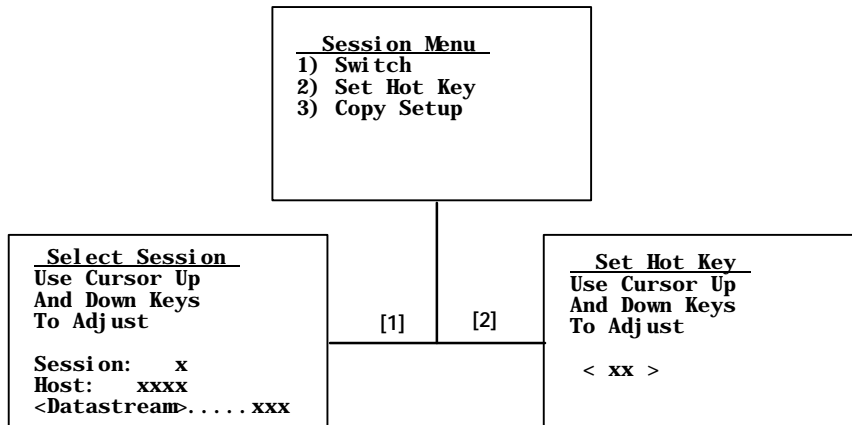 Session Menu
1) Switch
2) Set Hot Key
3) Copy Setup
Select Session
Use Cursor Up
And Down Keys
To Adjust
Session: x
Host: xxxx
<Datastream>.....xxx
[1]
[2]
Set Hot Key
Use Cursor Up
And Down Keys
To Adjust
< xx >